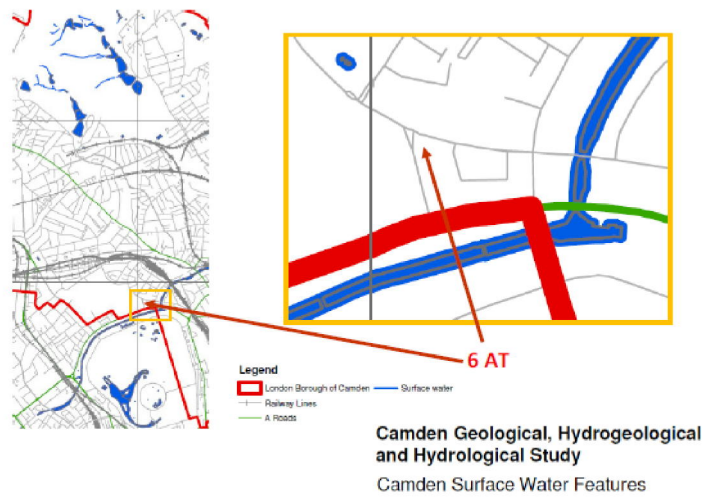 6 AT
Legend
London Borough of Camden
Surface water
Railway Lines
A Roads
Camden Geological, Hydrogeological
and Hydrological Study
Camden Surface Water Features